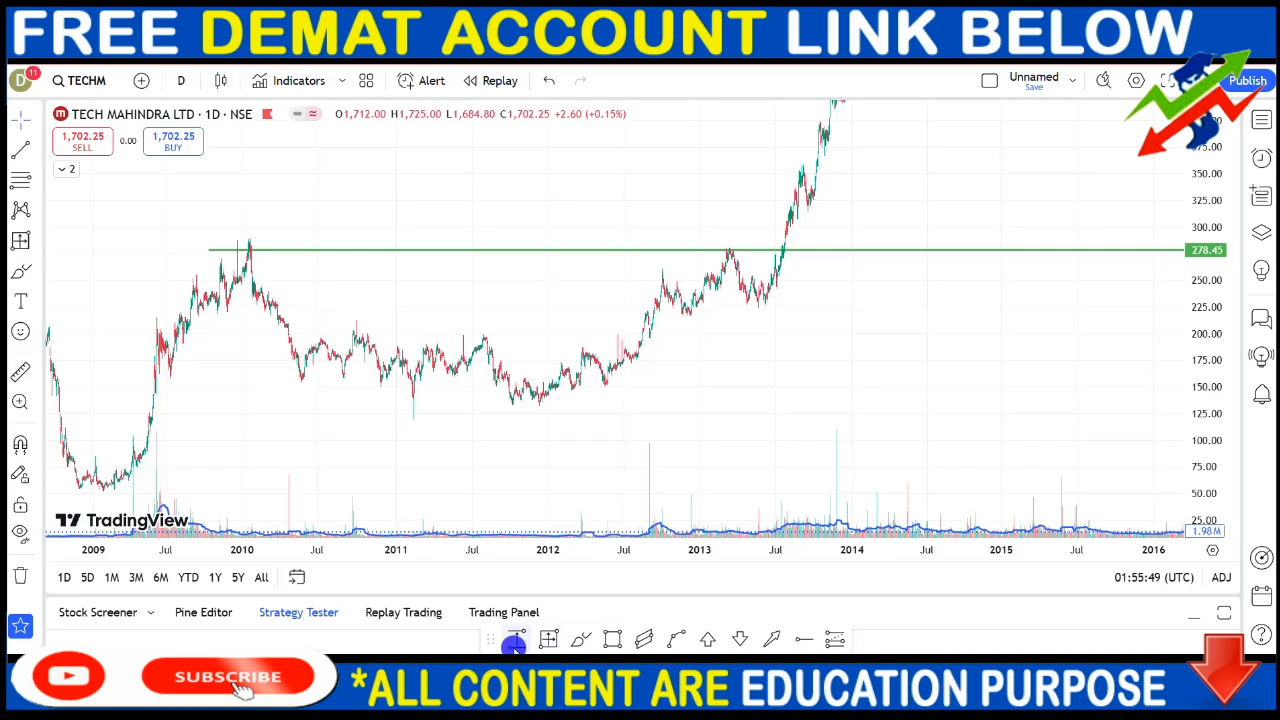 FREE DEMAT ACCOUNT LINK BELOW
D 11 TECHM D Indicators Alert Replay Unnamed Save Publish
TECH MAHINDRA LTD · 1D · NSE O1,712.00 H1,725.00 L1,684.80 C1,702.25 +2.60 (+0.15%)
1,702.25 SELL 0.00 1,702.25 BUY
2
375.00
350.00
325.00
300.00
278.45
250.00
225.00
200.00
175.00
150.00
125.00
100.00
75.00
50.00
25.00
1.98M
TradingView
2009 Jul 2010 Jul 2011 Jul 2012 Jul 2013 Jul 2014 Jul 2015 Jul 2016
1D 5D 1M 3M 6M YTD 1Y 5Y All 01:55:49 (UTC) ADJ
Stock Screener Pine Editor Strategy Tester Replay Trading Trading Panel
SUBSCRIBE
*ALL CONTENT ARE EDUCATION PURPOSE